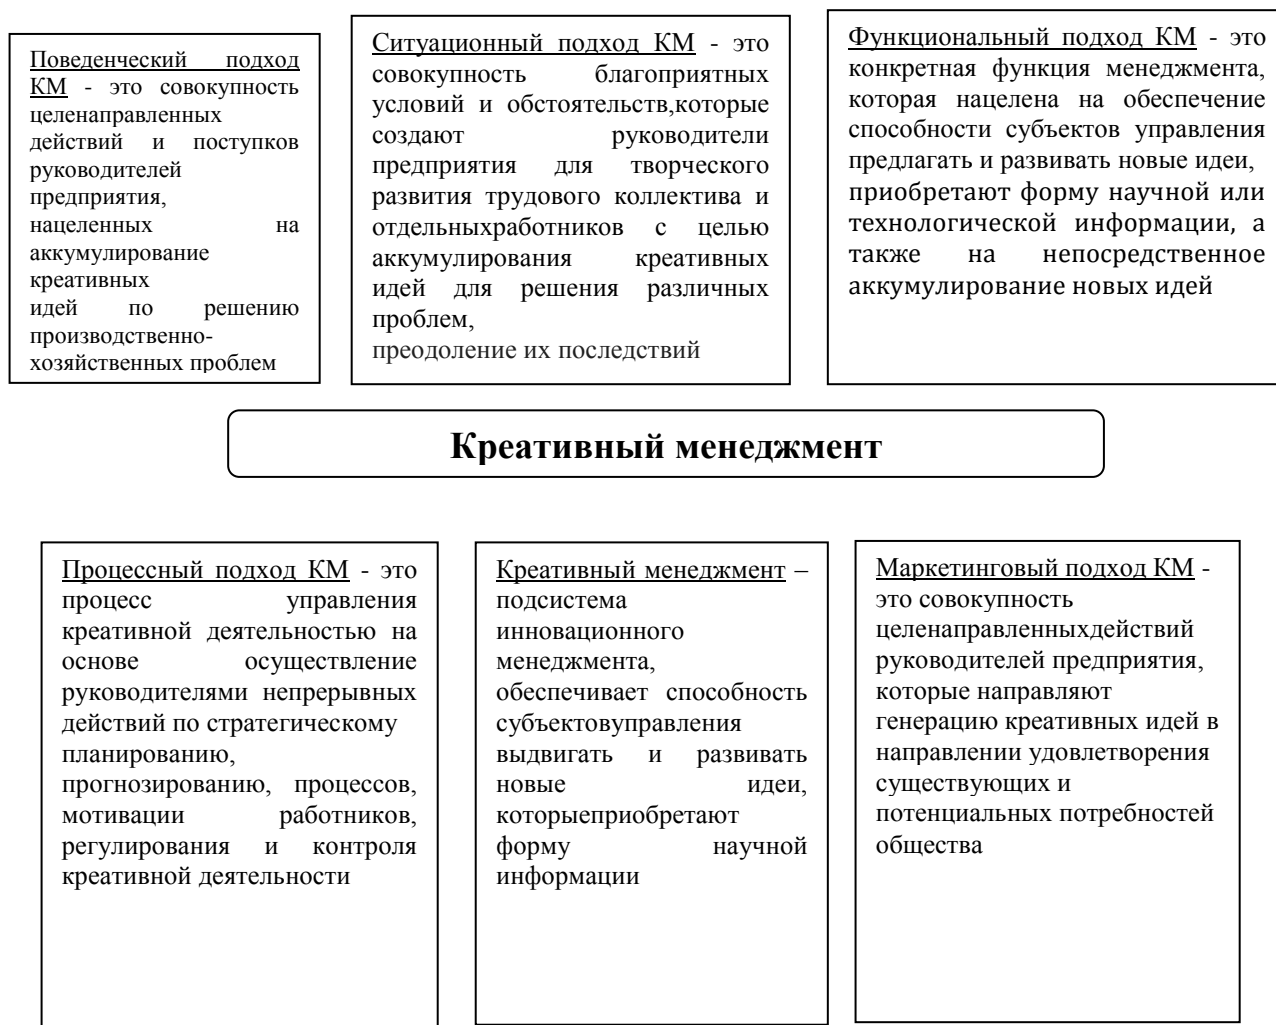 Поведенческий подход
КМ - это совокупность
целенаправленных
действий и поступков
руководителей
предприятия,
нацеленных на
аккумулирование
креативных
идей по решению
производственно-
хозяйственных проблем
Ситуационный подход КМ - это
совокупность благоприятных
условий и обстоятельств,которые
создают руководители
предприятия для творческого
развития трудового коллектива и
отдельныхработников с целью
аккумулирования креативных
идей для решения различных
проблем,
преодоление их последствий
Функциональный подход КМ - это
конкретная функция менеджмента,
которая нацелена на обеспечение
способности субъектов управления
предлагать и развивать новые идеи,
приобретают форму научной или
технологической информации, а
также на непосредственное
аккумулирование новых идей
Креативный менеджмент
Процессный подход КМ - это
процесс управления
креативной деятельностью на
основе осуществление
руководителями непрерывных
действий по стратегическому
планированию,
прогнозированию, процессов,
мотивации работников,
регулирования и контроля
креативной деятельности
Креативный менеджмент –
подсистема
инновационного
менеджмента,
обеспечивает способность
субъектовуправления
выдвигать и развивать
новые идеи,
которыеприобретают
форму научной
информации
Маркетинговый подход КМ -
это совокупность
целенаправленныхдействий
руководителей предприятия,
которые направляют
генерацию креативных идей в
направлении удовлетворения
существующих и
потенциальных потребностей
общества